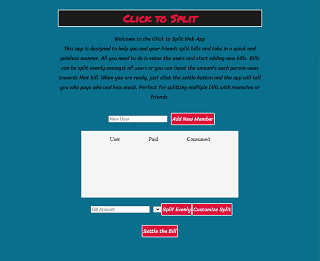 Click to Split
Welcome to the Click to Split Web App
This app is designed to help you and your friends split bills and tabs in a quick and
painless manner. All you need to do is enter the users and start adding new bills. Bills
can be split evenly amongst all users or you can input the amounts each person owes
towards that bill. When you are ready, just click the settle button and the app will tell
you who pays who and how much. Perfect for splitting multiple bills with roomates or
friends.
New User Add New Member
User Paid Consumed
Bill Amount Split Evenly Customize Split
Settle the Bill